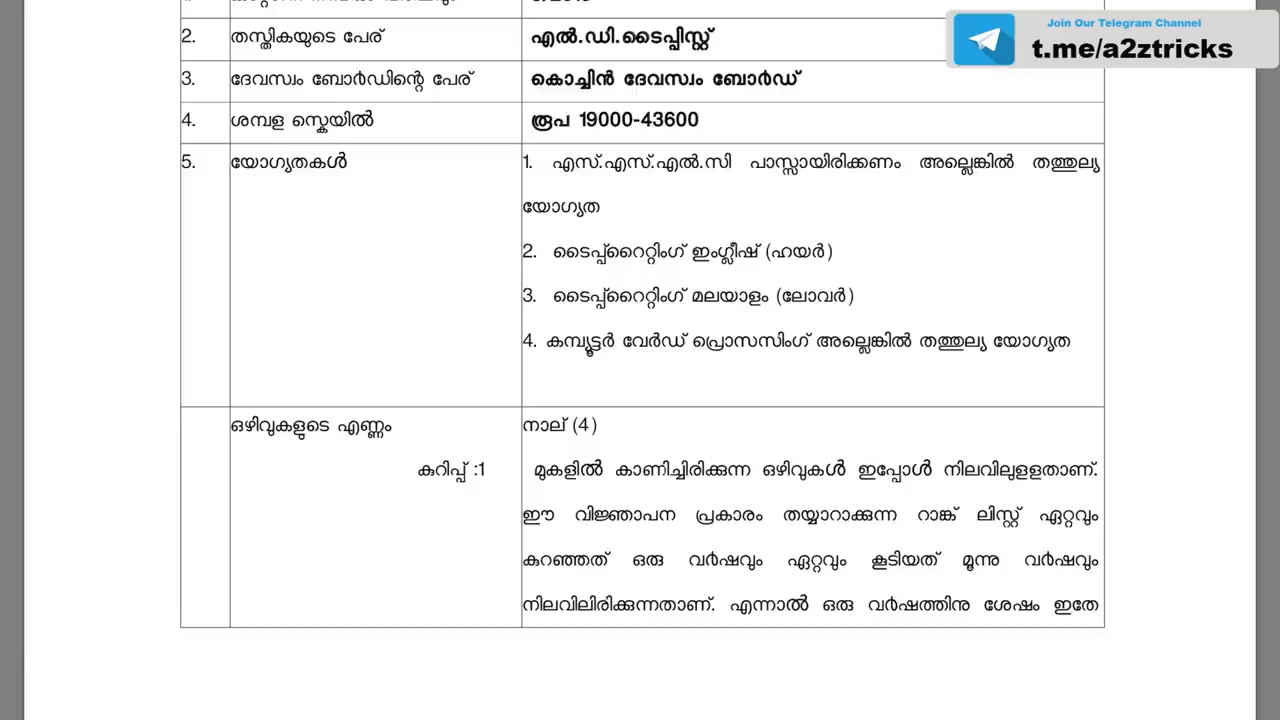 Join Our Telegram Channel
t.me/a2ztricks
2. തസ്തികയുടെ പേര് എൽ.ഡി.ടൈപ്പിസ്റ്റ്
3. ദേവസ്വം ബോർഡിന്റെ പേര് കൊച്ചിൻ ദേവസ്വം ബോർഡ്
4. ശമ്പള സ്കെയിൽ രൂപ 19000-43600
5. യോഗ്യതകൾ 1. എസ്.എസ്.എൽ.സി പാസ്സായിരിക്കണം അല്ലെങ്കിൽ തത്തുല്യ
യോഗ്യത
2. ടൈപ്പ്റൈറ്റിംഗ് ഇംഗ്ലീഷ് (ഹയർ)
3. ടൈപ്പ്റൈറ്റിംഗ് മലയാളം (ലോവർ)
4. കമ്പ്യൂട്ടർ വേർഡ് പ്രൊസസിംഗ് അല്ലെങ്കിൽ തത്തുല്യ യോഗ്യത
ഒഴിവുകളുടെ എണ്ണം നാല് (4)
കുറിപ്പ് :1 മുകളിൽ കാണിച്ചിരിക്കുന്ന ഒഴിവുകൾ ഇപ്പോൾ നിലവിലുളളതാണ്.
ഈ വിജ്ഞാപന പ്രകാരം തയ്യാറാക്കുന്ന റാങ്ക് ലിസ്റ്റ് ഏറ്റവും
കുറഞ്ഞത് ഒരു വർഷവും ഏറ്റവും കൂടിയത് മൂന്നു വർഷവും
നിലവിലിരിക്കുന്നതാണ്. എന്നാൽ ഒരു വർഷത്തിനു ശേഷം ഇതേ